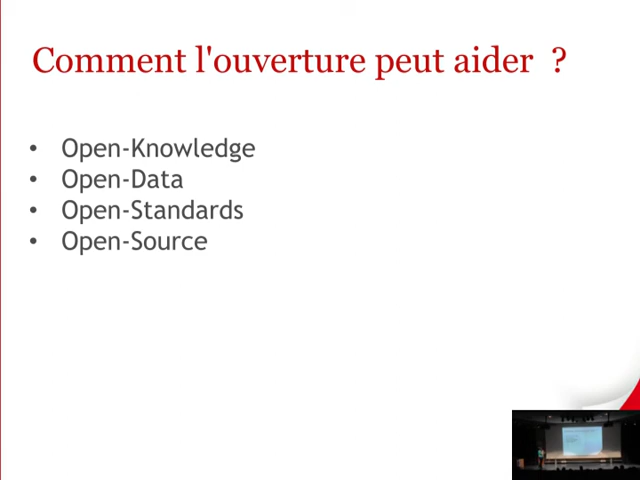 Comment l'ouverture peut aider ?
• Open-Knowledge
• Open-Data
• Open-Standards
• Open-Source